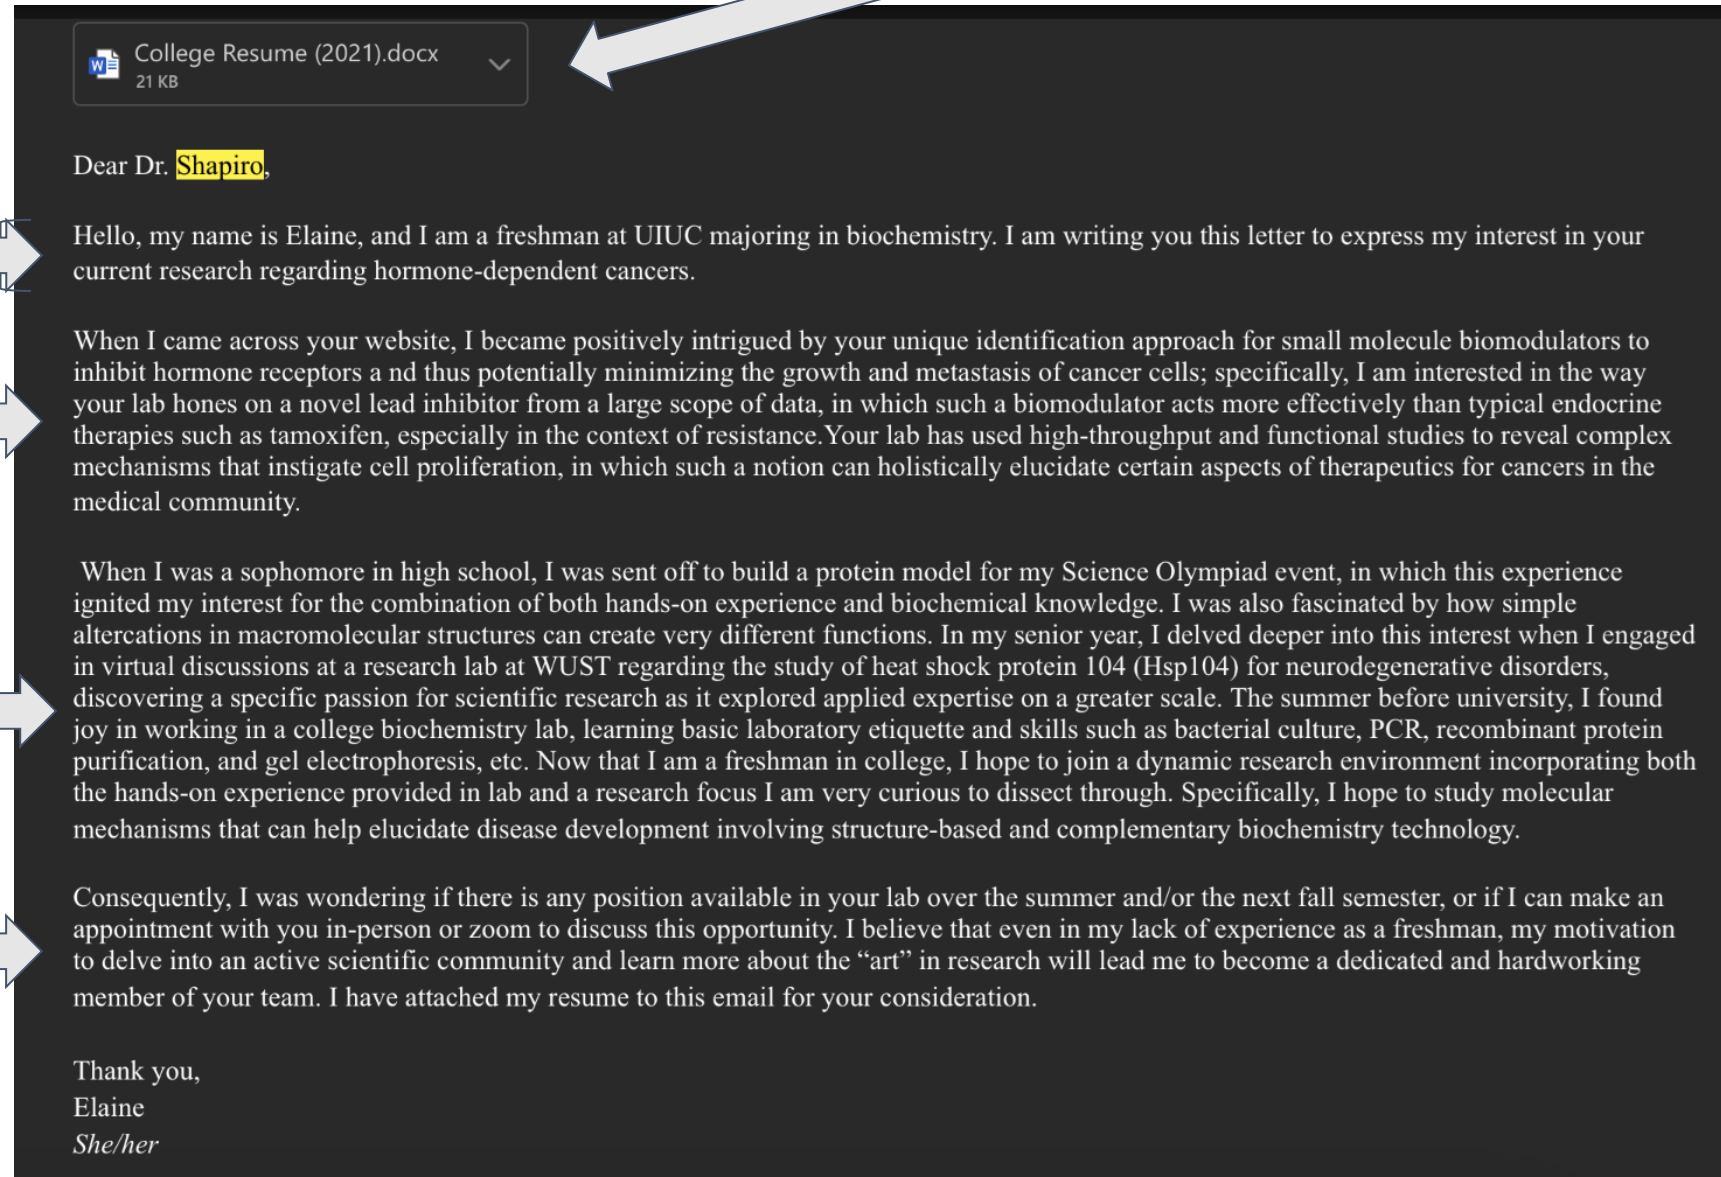 College Resume (2021).docx
21 KB
Dear Dr. Shapiro,
Hello, my name is Elaine, and I am a freshman at UIUC majoring in biochemistry. I am writing you this letter to express my interest in your
current research regarding hormone-dependent cancers.
When I came across your website, I became positively intrigued by your unique identification approach for small molecule biomodulators to
inhibit hormone receptors a nd thus potentially minimizing the growth and metastasis of cancer cells; specifically, I am interested in the way
your lab hones on a novel lead inhibitor from a large scope of data, in which such a biomodulator acts more effectively than typical endocrine
therapies such as tamoxifen, especially in the context of resistance.Your lab has used high-throughput and functional studies to reveal complex
mechanisms that instigate cell proliferation, in which such a notion can holistically elucidate certain aspects of therapeutics for cancers in the
medical community.
When I was a sophomore in high school, I was sent off to build a protein model for my Science Olympiad event, in which this experience
ignited my interest for the combination of both hands-on experience and biochemical knowledge. I was also fascinated by how simple
altercations in macromolecular structures can create very different functions. In my senior year, I delved deeper into this interest when I engaged
in virtual discussions at a research lab at WUST regarding the study of heat shock protein 104 (Hsp104) for neurodegenerative disorders,
discovering a specific passion for scientific research as it explored applied expertise on a greater scale. The summer before university, I found
joy in working in a college biochemistry lab, learning basic laboratory etiquette and skills such as bacterial culture, PCR, recombinant protein
purification, and gel electrophoresis, etc. Now that I am a freshman in college, I hope to join a dynamic research environment incorporating both
the hands-on experience provided in lab and a research focus I am very curious to dissect through. Specifically, I hope to study molecular
mechanisms that can help elucidate disease development involving structure-based and complementary biochemistry technology.
Consequently, I was wondering if there is any position available in your lab over the summer and/or the next fall semester, or if I can make an
appointment with you in-person or zoom to discuss this opportunity. I believe that even in my lack of experience as a freshman, my motivation
to delve into an active scientific community and learn more about the “art” in research will lead me to become a dedicated and hardworking
member of your team. I have attached my resume to this email for your consideration.
Thank you,
Elaine
She/her